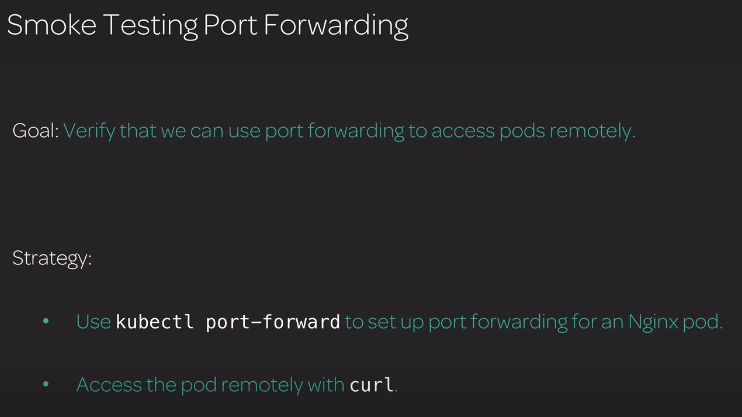 Smoke Testing Port Forwarding
Goal: Verify that we can use port forwarding to access pods remotely.
Strategy:
• Use kubectl port-forward to set up port forwarding for an Nginx pod.
• Access the pod remotely with curl.